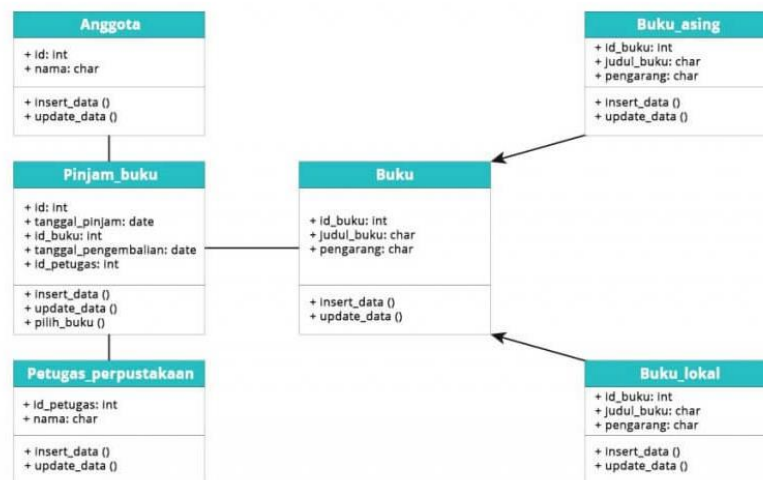 Anggota
+ id: int
+ nama: char
+ insert_data ()
+ update_data ()
Pinjam_buku
+ id: int
+ tanggal_pinjam: date
+ id_buku: int
+ tanggal_pengembalian: date
+ id_petugas: int
+ insert_data ()
+ update_data ()
+ pilih_buku ()
Petugas_perpustakaan
+ id_petugas: int
+ nama: char
+ insert_data ()
+ update_data ()
Buku
+ id_buku: int
+ judul_buku: char
+ pengarang: char
+ insert_data ()
+ update_data ()
Buku_asing
+ id_buku: int
+ judul_buku: char
+ pengarang: char
+ insert_data ()
+ update_data ()
Buku_lokal
+ id_buku: int
+ judul_buku: char
+ pengarang: char
+ insert_data ()
+ update_data ()